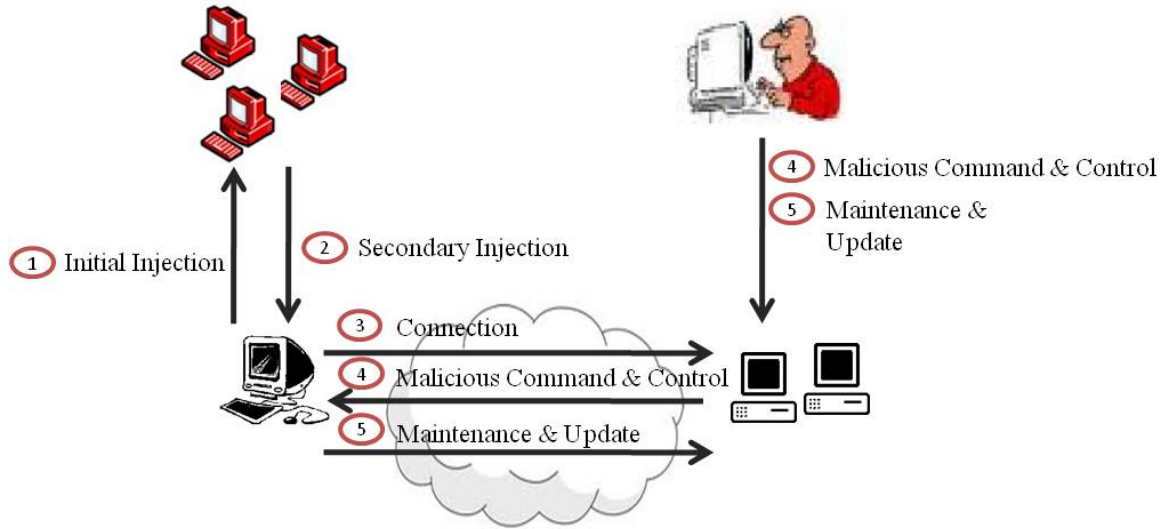 4 Malicious Command & Control
5 Maintenance &
Update
1 Initial Injection
2 Secondary Injection
3 Connection
4 Malicious Command & Control
5 Maintenance & Update